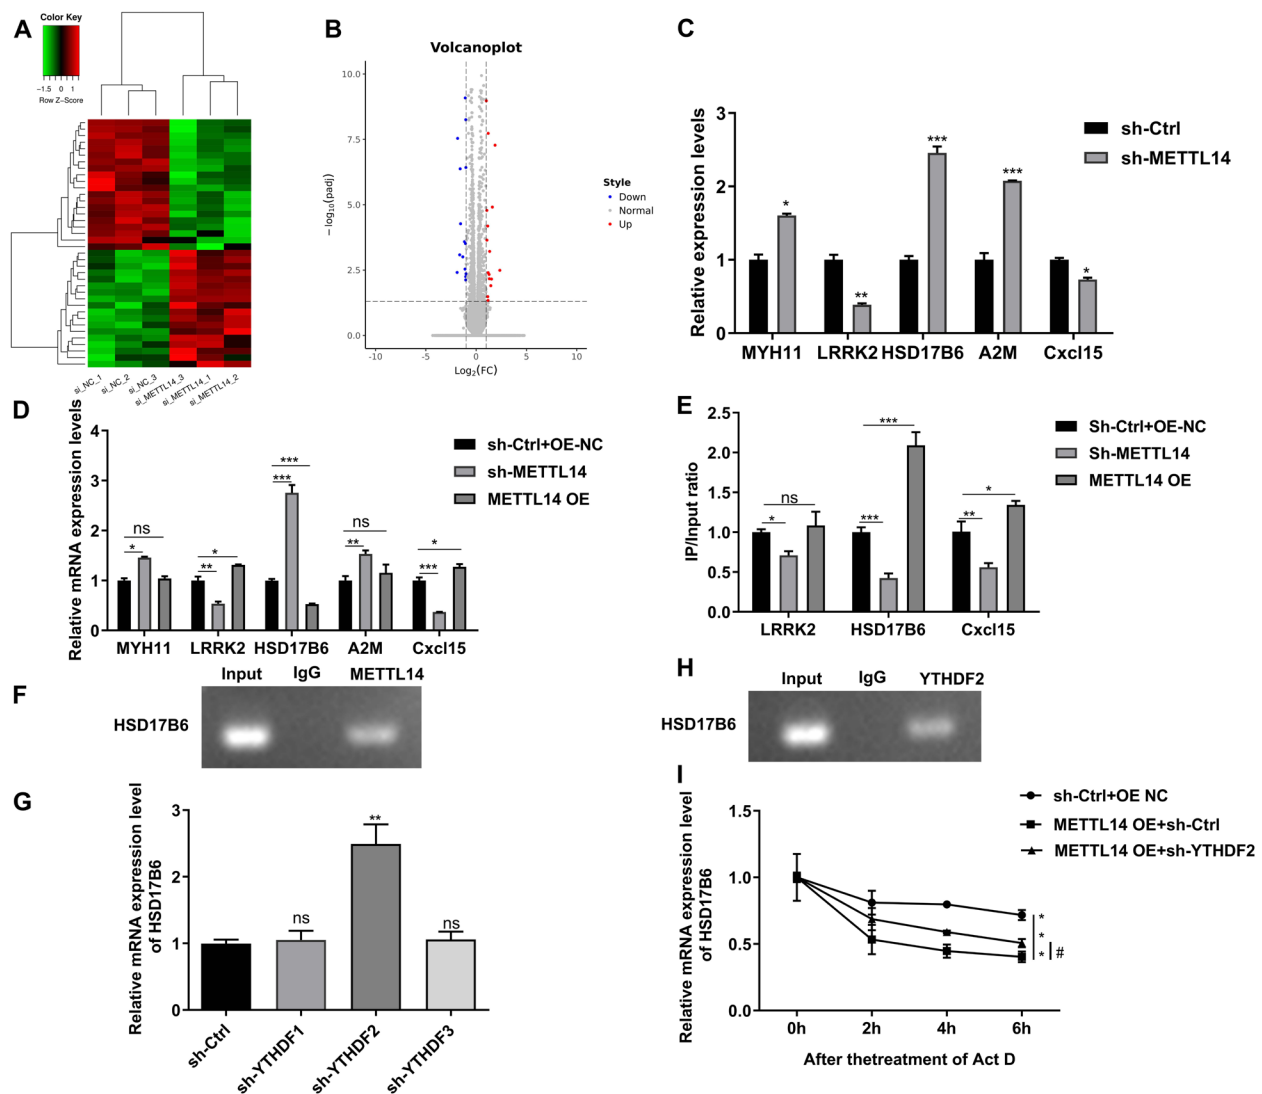 A
Color Key
−1.5
0
1
Row Z−Score
si_NC_1
si_NC_2
si_NC_3
si_METTL14_3
si_METTL14_1
si_METTL14_2
B
Volcanoplot
− log10(padj)
10.0
7.5
5.0
2.5
0.0
-10
-5
0
5
10
Log2(FC)
Style
Down
Normal
Up
C
Relative expression levels
3
2
1
0
*
**
***
***
*
MYH11
LRRK2
HSD17B6
A2M
Cxcl15
sh-Ctrl
sh-METTL14
D
Relative mRNA expression levels
4
3
2
1
0
ns
*
*
**
***
***
ns
**
*
***
MYH11
LRRK2
HSD17B6
A2M
Cxcl15
sh-Ctrl+OE-NC
sh-METTL14
METTL14 OE
E
IP/Input ratio
2.5
2.0
1.5
1.0
0.5
0.0
ns
*
***
***
*
**
LRRK2
HSD17B6
Cxcl15
Sh-Ctrl+OE-NC
Sh-METTL14
METTL14 OE
F
Input
IgG
METTL14
HSD17B6
G
Relative mRNA expression level
of HSD17B6
3
2
1
0
ns
**
ns
sh-Ctrl
sh-YTHDF1
sh-YTHDF2
sh-YTHDF3
H
Input
IgG
YTHDF2
HSD17B6
I
Relative mRNA expression level
of HSD17B6
1.5
1.0
0.5
0.0
0h
2h
4h
6h
After thetreatment of Act D
sh-Ctrl+OE NC
METTL14 OE+sh-Ctrl
METTL14 OE+sh-YTHDF2
*
*
*
#